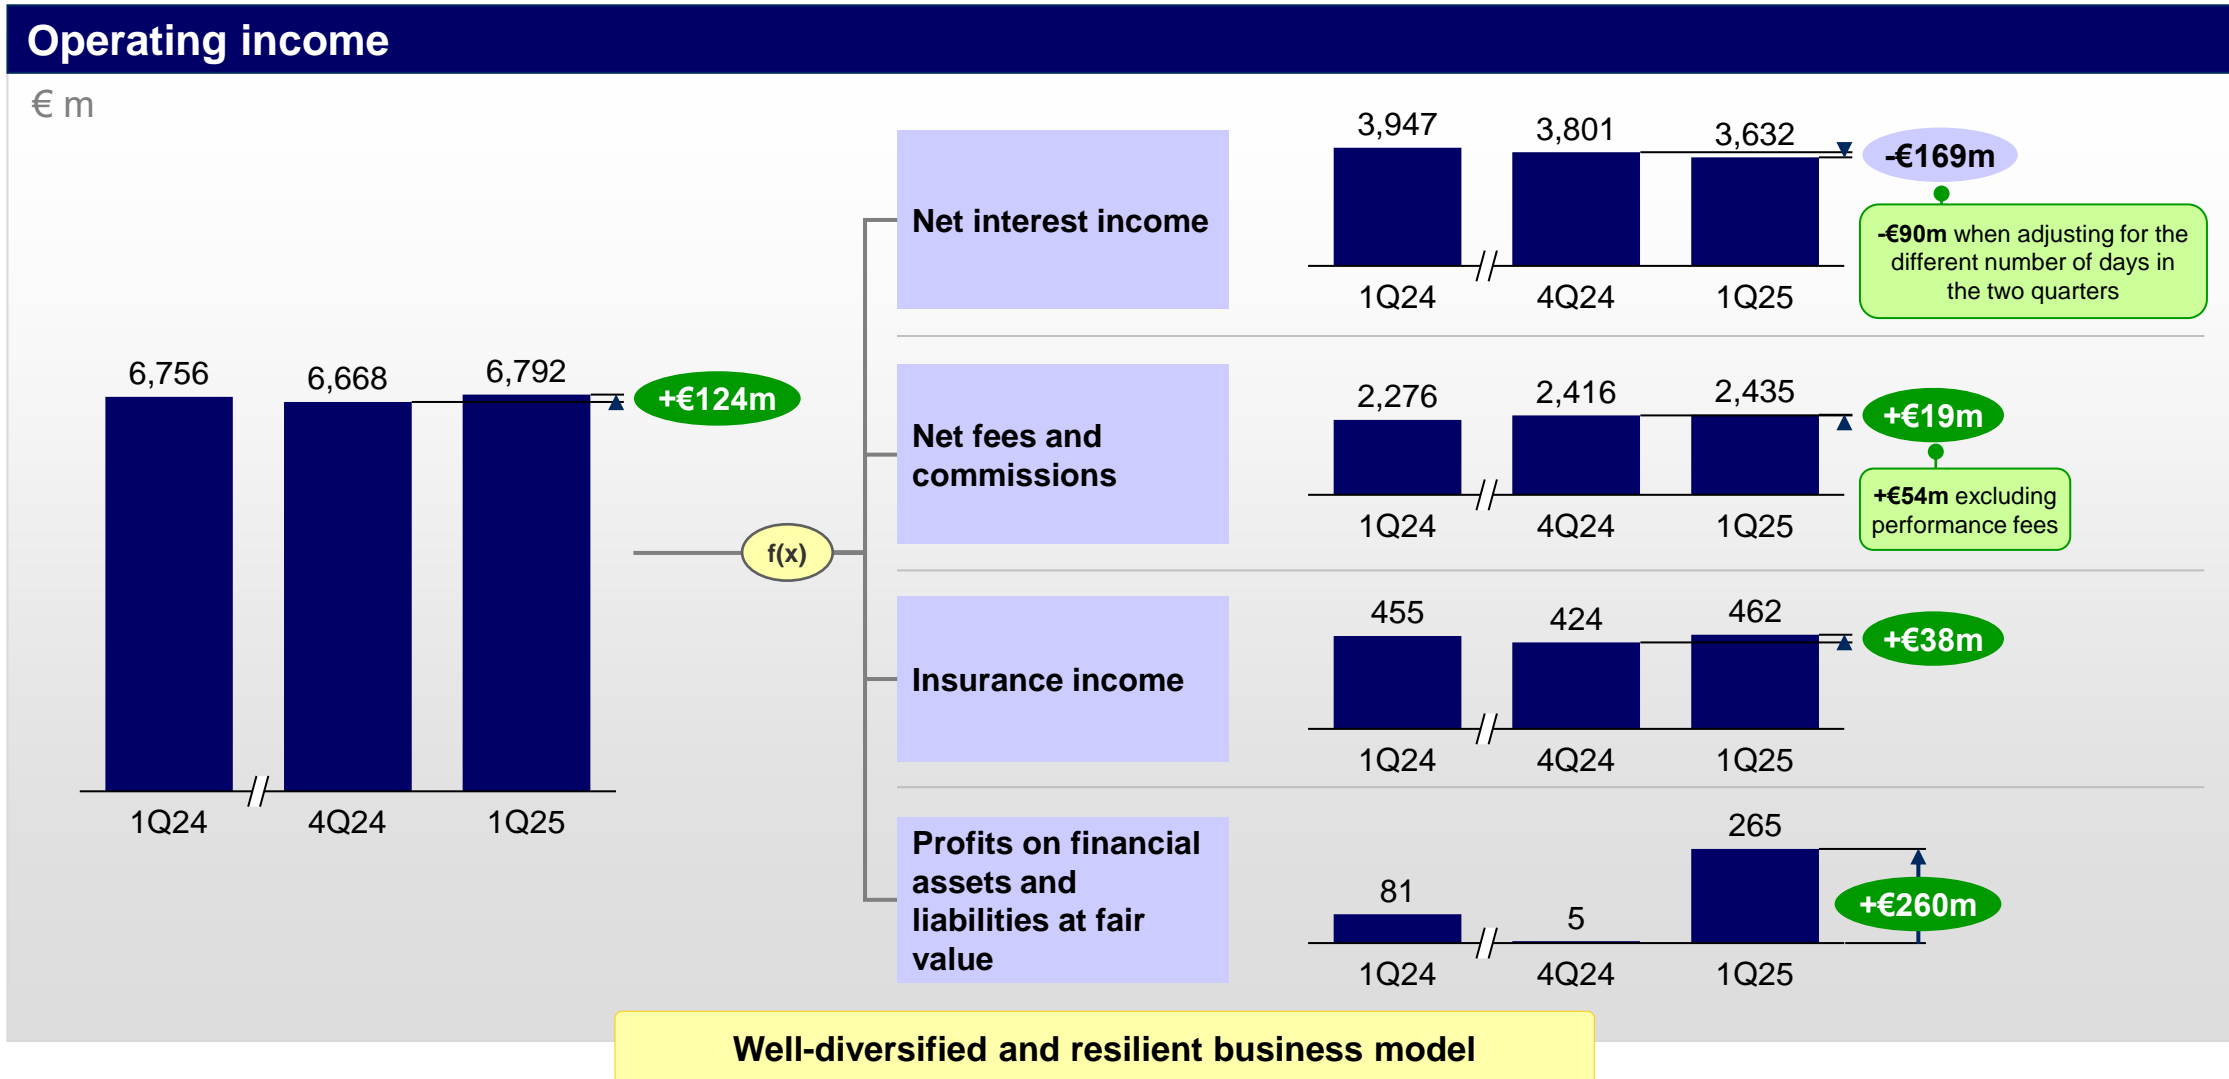 Operating income
€ m
6,756
6,668
6,792
+€124m
1Q24
4Q24
1Q25
f(x)
Net interest income
3,947
3,801
3,632
-€169m
-€90m when adjusting for the
different number of days in
the two quarters
1Q24
4Q24
1Q25
Net fees and
commissions
2,276
2,416
2,435
+€19m
+€54m excluding
performance fees
1Q24
4Q24
1Q25
Insurance income
455
424
462
+€38m
1Q24
4Q24
1Q25
Profits on financial
assets and
liabilities at fair
value
81
5
265
+€260m
1Q24
4Q24
1Q25
Well-diversified and resilient business model